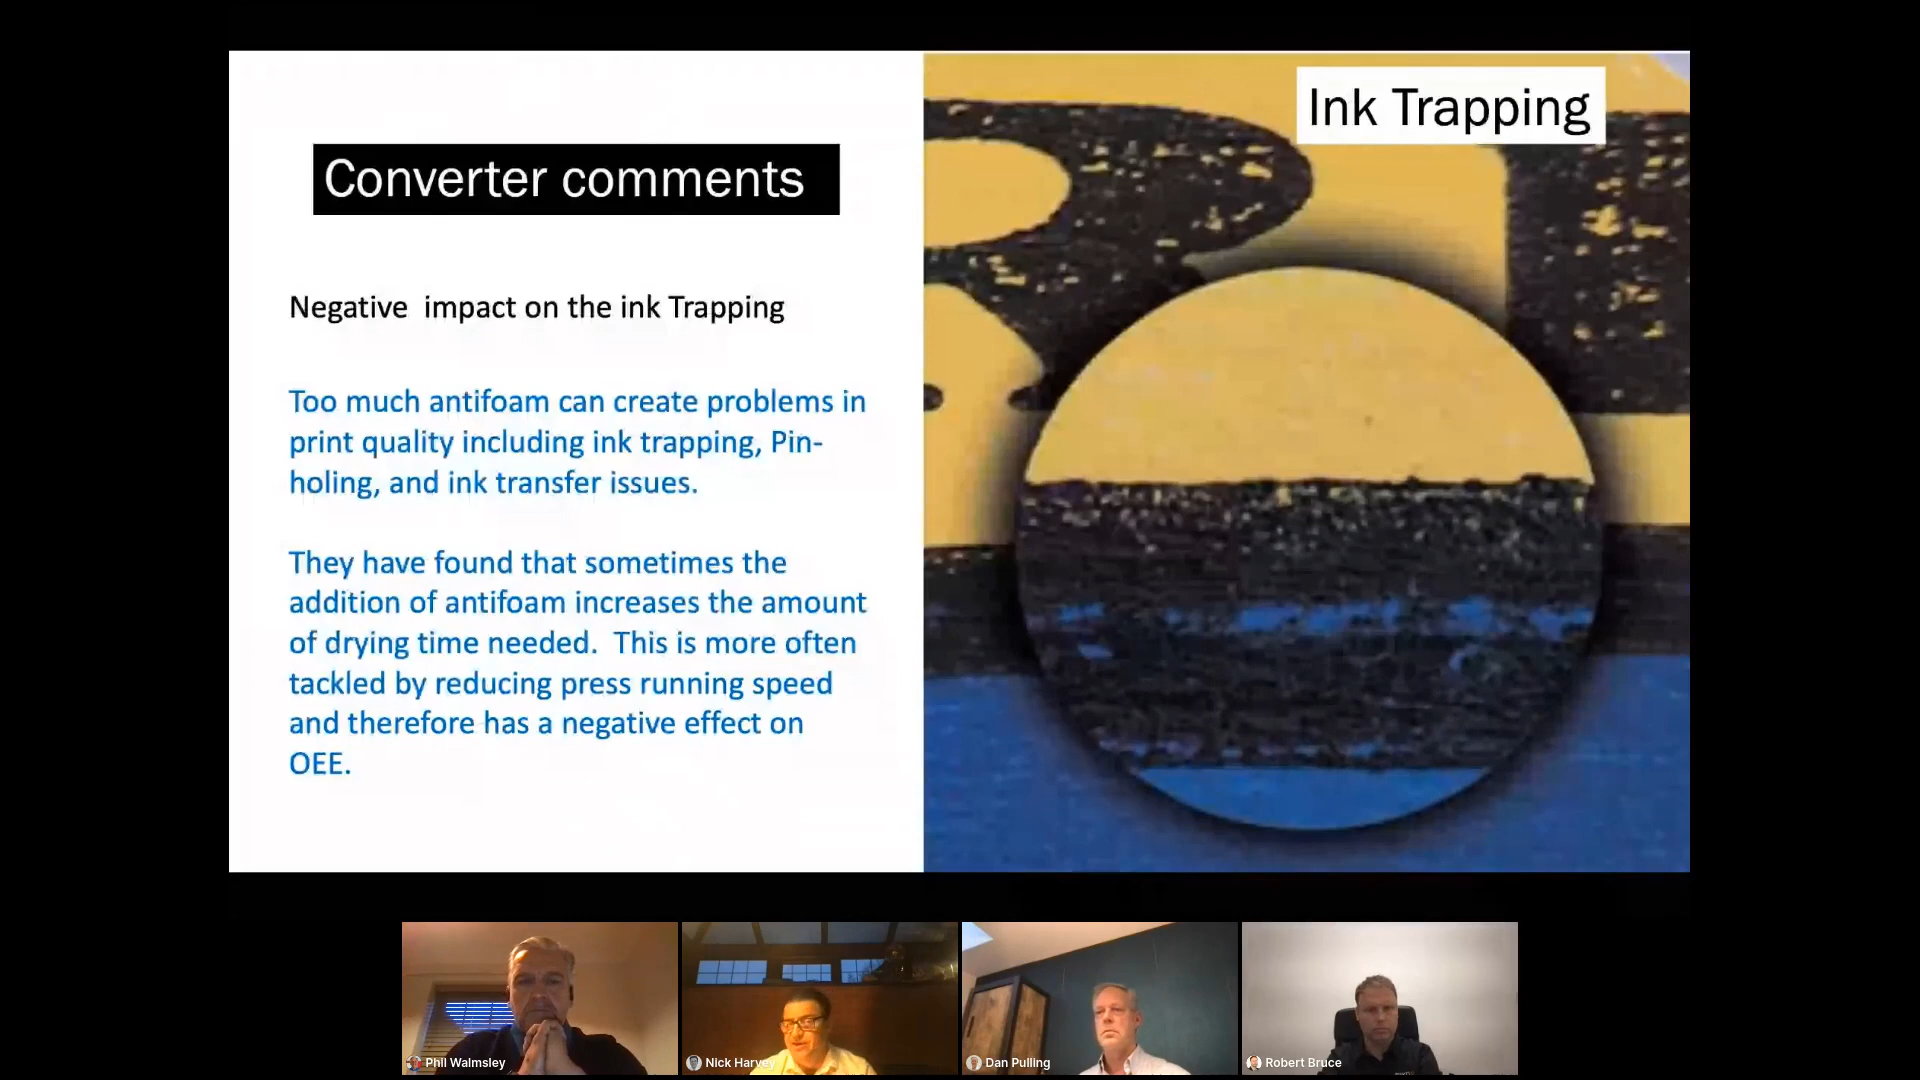 Ink Trapping
Converter comments
Negative impact on the ink Trapping
Too much antifoam can create problems in
print quality including ink trapping, Pin-
holing, and ink transfer issues.
They have found that sometimes the
addition of antifoam increases the amount
of drying time needed. This is more often
tackled by reducing press running speed
and therefore has a negative effect on
OEE.
Phil Walmsley
Nick Harvey
Dan Pulling
Robert Bruce